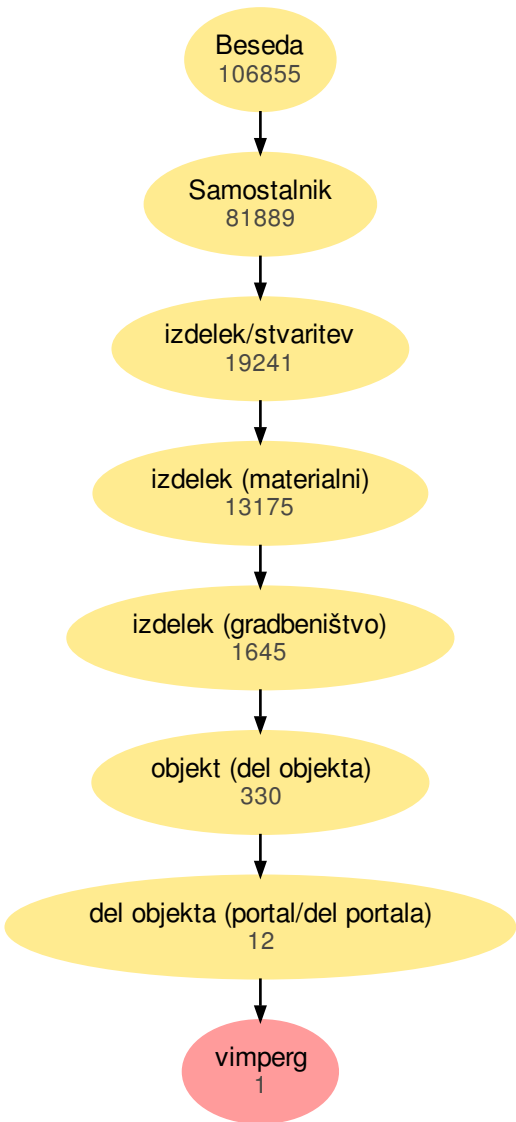 Beseda
106855
Samostalnik
81889
izdelek/stvaritev
19241
izdelek (materialni)
13175
izdelek (gradbeništvo)
1645
objekt (del objekta)
330
del objekta (portal/del portala)
12
vimperg
1